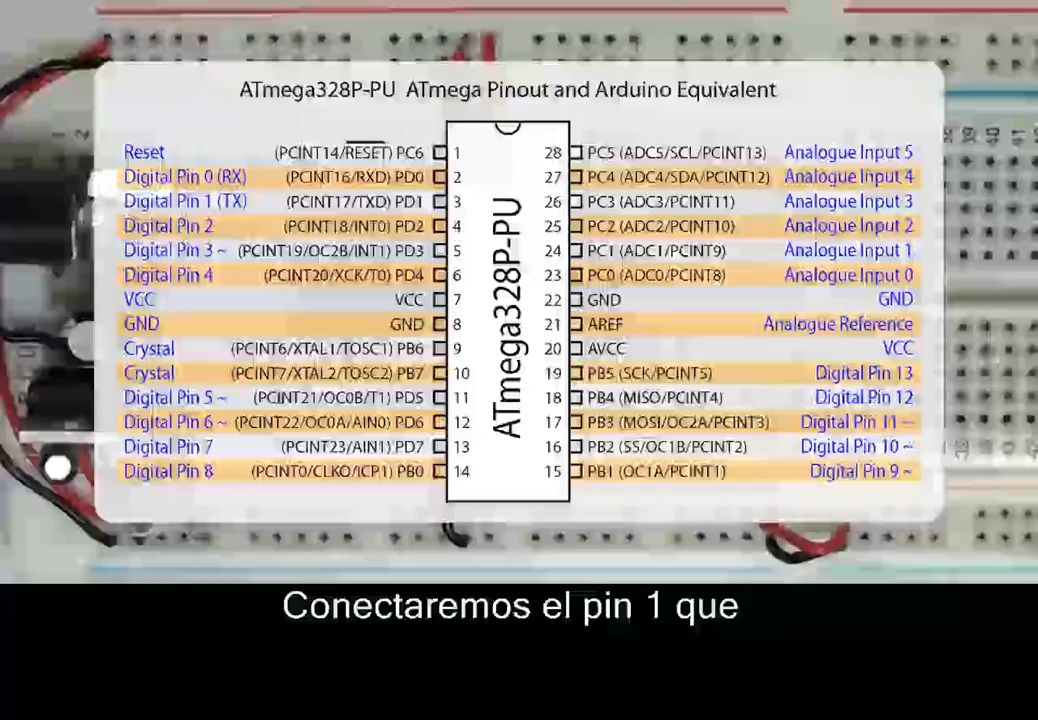 ATmega328P-PU ATmega Pinout and Arduino Equivalent
Reset (PCINT14/RESET) PC6 1 28 PC5 (ADC5/SCL/PCINT13) Analogue Input 5
Digital Pin 0 (RX) (PCINT16/RXD) PD0 2 27 PC4 (ADC4/SDA/PCINT12) Analogue Input 4
Digital Pin 1 (TX) (PCINT17/TXD) PD1 3 26 PC3 (ADC3/PCINT11) Analogue Input 3
Digital Pin 2 (PCINT18/INT0) PD2 4 25 PC2 (ADC2/PCINT10) Analogue Input 2
Digital Pin 3 ~ (PCINT19/OC2B/INT1) PD3 5 24 PC1 (ADC1/PCINT9) Analogue Input 1
Digital Pin 4 (PCINT20/XCK/T0) PD4 6 23 PC0 (ADC0/PCINT8) Analogue Input 0
VCC VCC 7 22 GND GND
GND GND 8 21 AREF Analogue Reference
Crystal (PCINT6/XTAL1/TOSC1) PB6 9 20 AVCC VCC
Crystal (PCINT7/XTAL2/TOSC2) PB7 10 19 PB5 (SCK/PCINT5) Digital Pin 13
Digital Pin 5 ~ (PCINT21/OC0B/T1) PD5 11 18 PB4 (MISO/PCINT4) Digital Pin 12
Digital Pin 6 ~ (PCINT22/OC0A/AIN0) PD6 12 17 PB3 (MOSI/OC2A/PCINT3) Digital Pin 11 ~
Digital Pin 7 (PCINT23/AIN1) PD7 13 16 PB2 (SS/OC1B/PCINT2) Digital Pin 10 ~
Digital Pin 8 (PCINT0/CLKO/ICP1) PB0 14 15 PB1 (OC1A/PCINT1) Digital Pin 9 ~
ATmega328P-PU
Conectaremos el pin 1 que